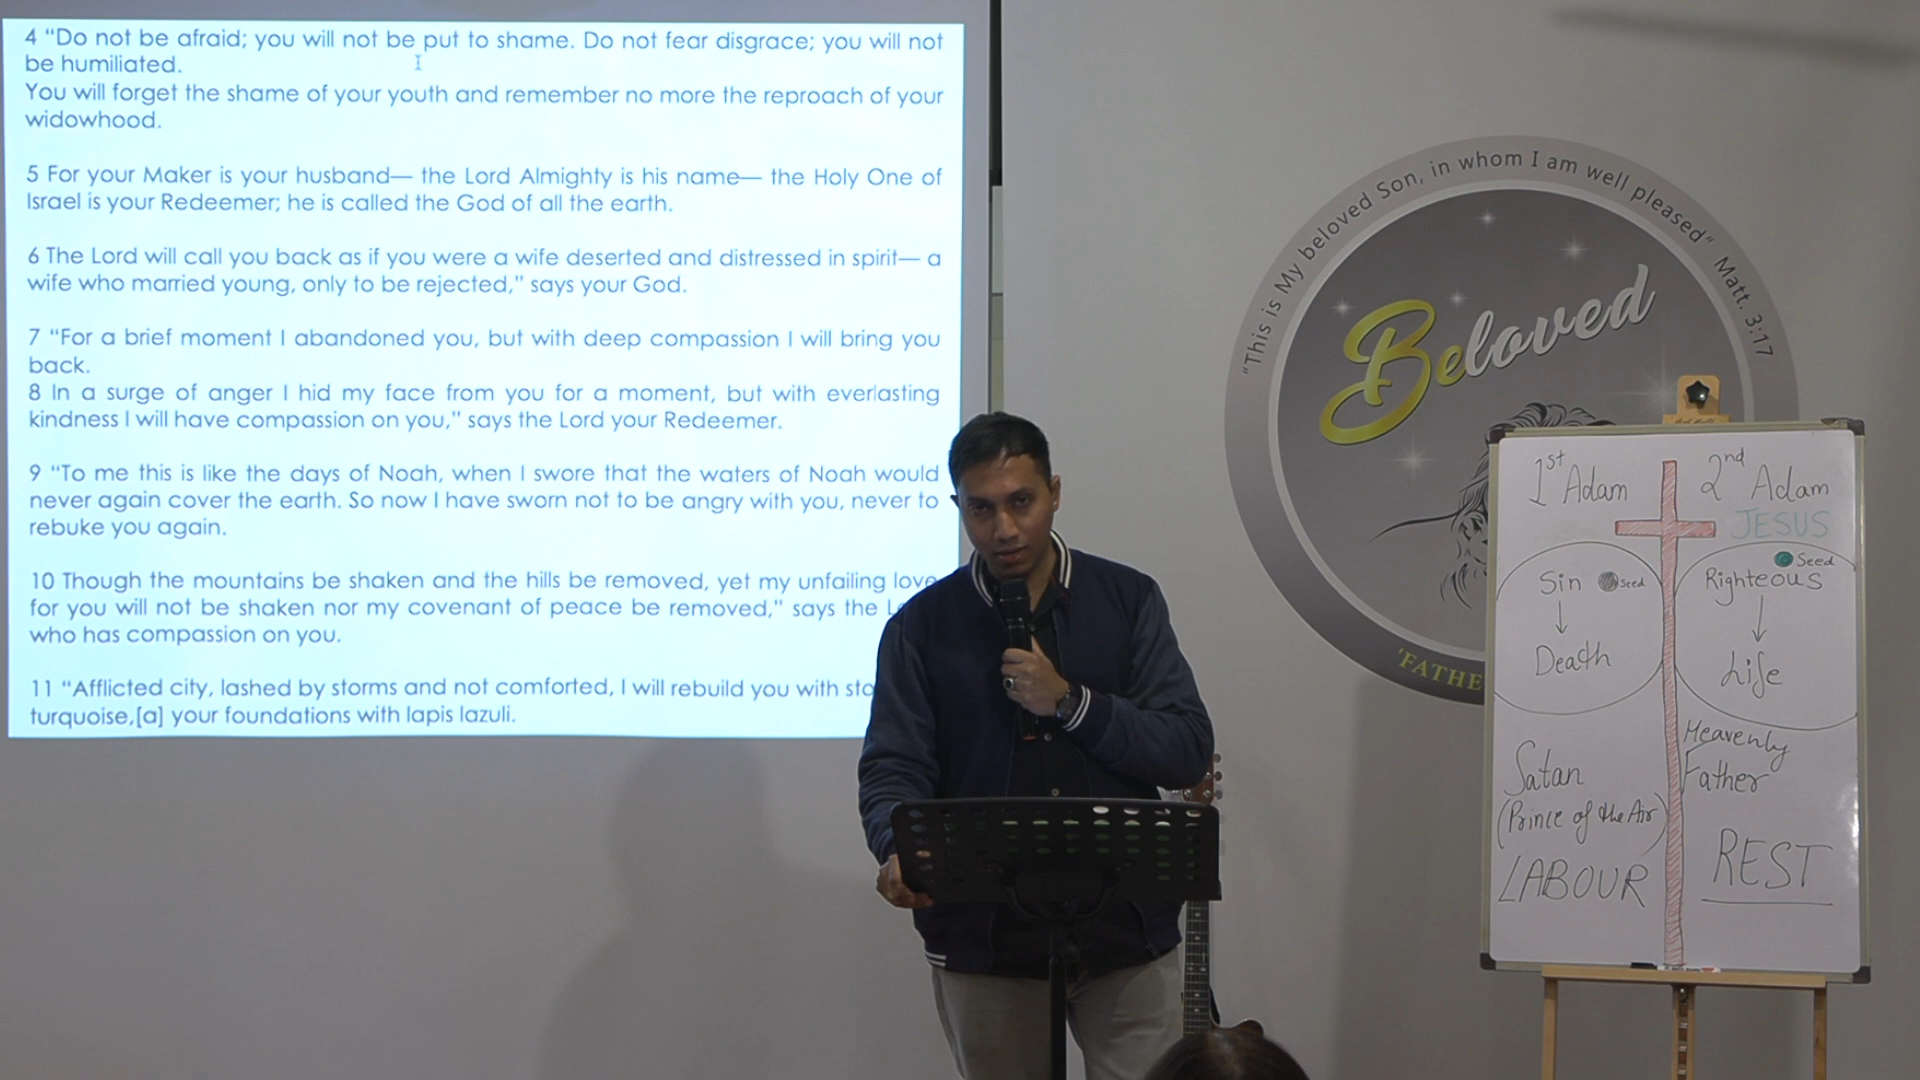 4 “Do not be afraid; you will not be put to shame. Do not fear disgrace; you will not
be humiliated.
You will forget the shame of your youth and remember no more the reproach of your
widowhood.
5 For your Maker is your husband— the Lord Almighty is his name— the Holy One of
Israel is your Redeemer; he is called the God of all the earth.
6 The Lord will call you back as if you were a wife deserted and distressed in spirit— a
wife who married young, only to be rejected,” says your God.
7 “For a brief moment I abandoned you, but with deep compassion I will bring you
back.
8 In a surge of anger I hid my face from you for a moment, but with everlasting
kindness I will have compassion on you,” says the Lord your Redeemer.
9 “To me this is like the days of Noah, when I swore that the waters of Noah would
never again cover the earth. So now I have sworn not to be angry with you, never to
rebuke you again.
10 Though the mountains be shaken and the hills be removed, yet my unfailing love
for you will not be shaken nor my covenant of peace be removed,” says the
who has compassion on you.
11 “Afflicted city, lashed by storms and not comforted, I will rebuild you with
turquoise,[a] your foundations with lapis lazuli.
"This is My beloved Son, in whom I am well pleased" Matt. 3:17
Beloved
'FATHE
1st Adam
2nd Adam
JESUS
Sin Seed
Death
Seed
Righteous
Life
Satan
(Prince of the Air)
LABOUR
Heavenly
Father
REST